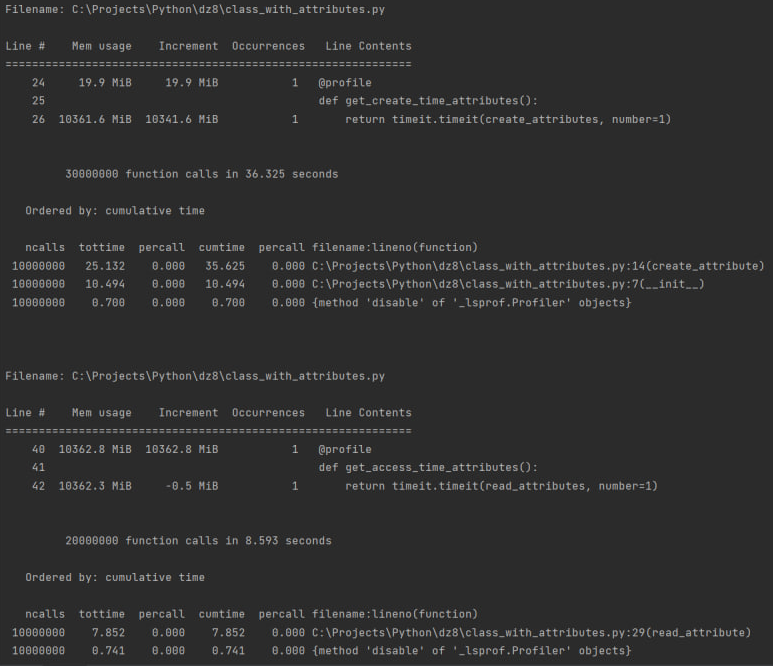 Filename: C:\Projects\Python\dz8\class_with_attributes.py
Line #    Mem usage    Increment  Occurrences   Line Contents
=============================================================
    24     19.9 MiB     19.9 MiB           1   @profile
    25                                         def get_create_time_attributes():
    26  10361.6 MiB  10341.6 MiB           1       return timeit.timeit(create_attributes, number=1)
         30000000 function calls in 36.325 seconds
   Ordered by: cumulative time
   ncalls  tottime  percall  cumtime  percall filename:lineno(function)
 10000000   25.132    0.000   35.625    0.000 C:\Projects\Python\dz8\class_with_attributes.py:14(create_attribute)
 10000000   10.494    0.000   10.494    0.000 C:\Projects\Python\dz8\class_with_attributes.py:7(__init__)
 10000000    0.700    0.000    0.700    0.000 {method 'disable' of '_lsprof.Profiler' objects}
Filename: C:\Projects\Python\dz8\class_with_attributes.py
Line #    Mem usage    Increment  Occurrences   Line Contents
=============================================================
    40  10362.8 MiB  10362.8 MiB           1   @profile
    41                                         def get_access_time_attributes():
    42  10362.3 MiB     -0.5 MiB           1       return timeit.timeit(read_attributes, number=1)
         20000000 function calls in 8.593 seconds
   Ordered by: cumulative time
   ncalls  tottime  percall  cumtime  percall filename:lineno(function)
 10000000    7.852    0.000    7.852    0.000 C:\Projects\Python\dz8\class_with_attributes.py:29(read_attribute)
 10000000    0.741    0.000    0.741    0.000 {method 'disable' of '_lsprof.Profiler' objects}